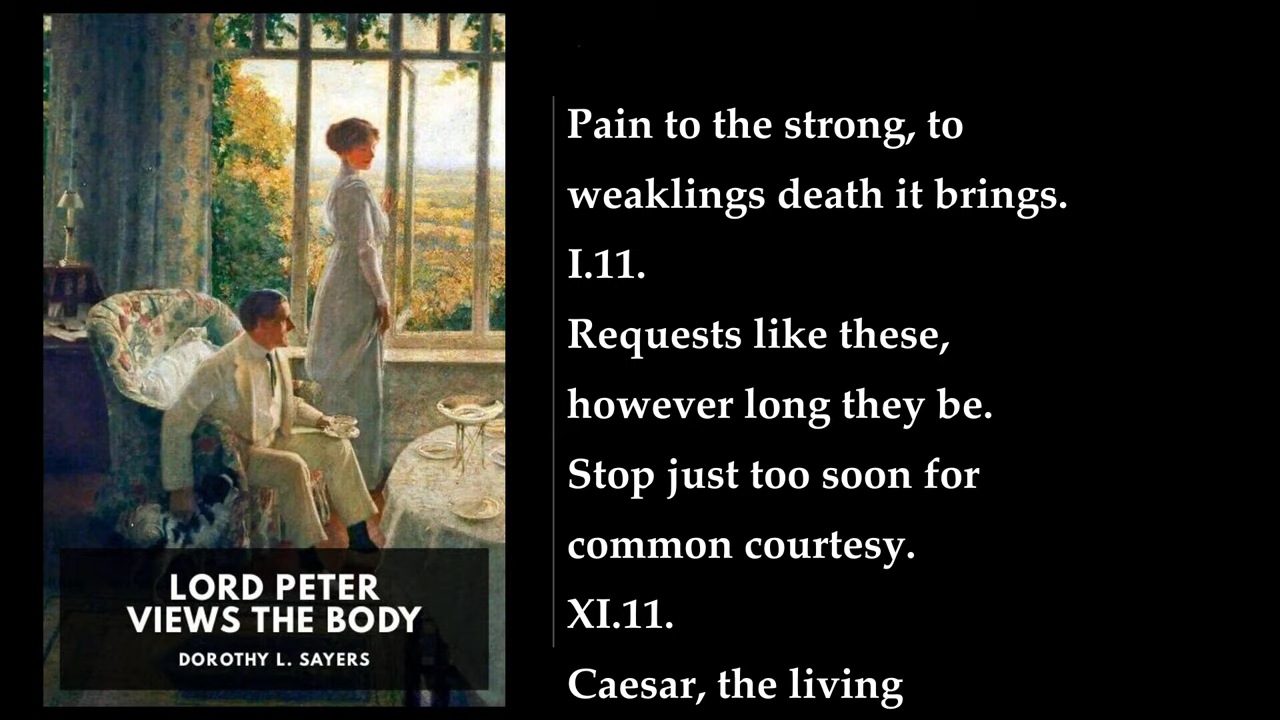 LORD PETER
VIEWS THE BODY
DOROTHY L. SAYERS
Pain to the strong, to
weaklings death it brings.
I.11.
Requests like these,
however long they be.
Stop just too soon for
common courtesy.
XI.11.
Caesar, the living